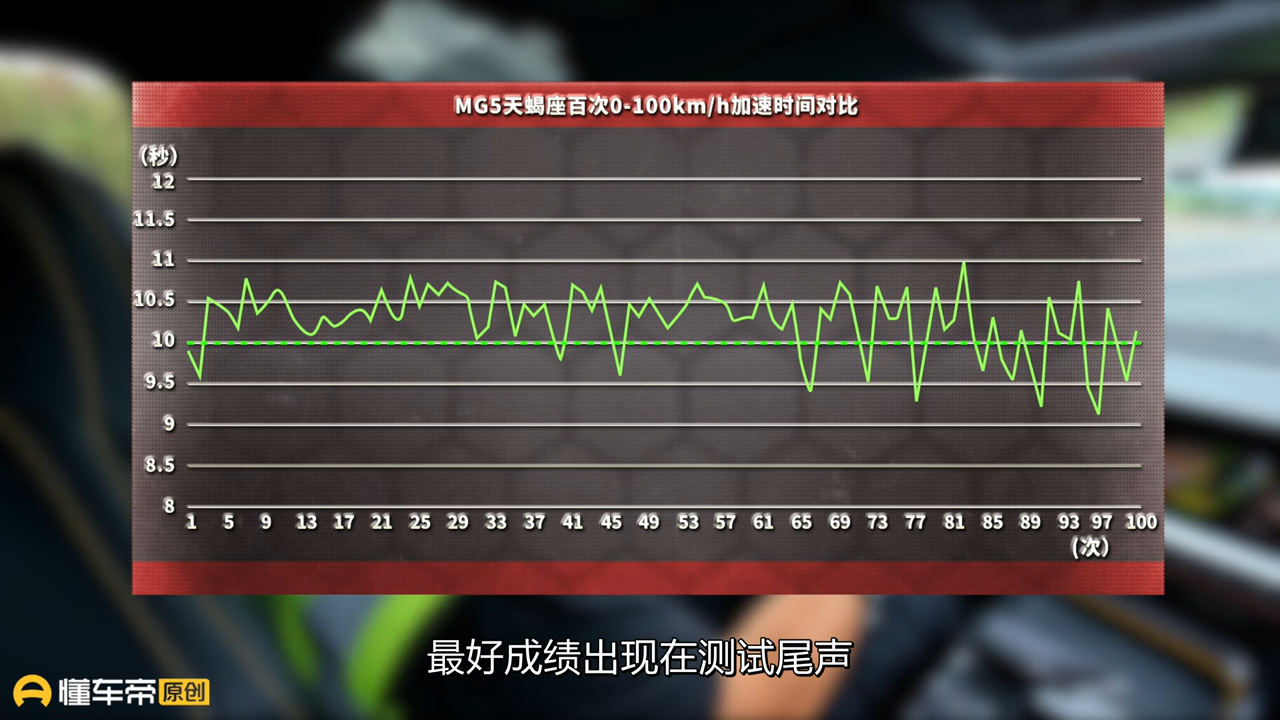 MG5天蝎座百次0-100km/h加速时间对比
(秒)
12
11.5
11
10.5
10
9.5
9
8.5
8
1 5 9 13 17 21 25 29 33 37 41 45 49 53 57 61 65 69 73 77 81 85 89 93 97 100
(次)
最好成绩出现在测试尾声
懂车帝 原创